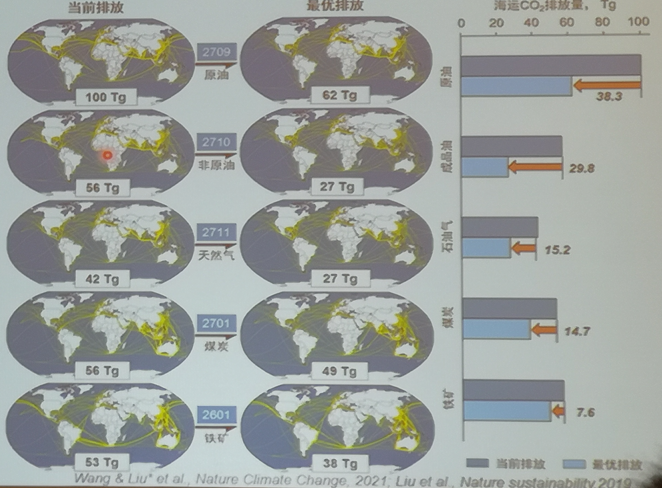 当前排放
最优排放
海运CO₂排放量, Tg
0 20 40 60 80 100
2709
原油
100 Tg
62 Tg
原油
38.3
2710
非原油
56 Tg
27 Tg
成品油
29.8
2711
天然气
42 Tg
27 Tg
石油气
15.2
2701
煤炭
56 Tg
49 Tg
煤炭
14.7
2601
铁矿
53 Tg
38 Tg
铁矿
7.6
当前排放 最优排放
Wang & Liu* et al., Nature Climate Change, 2021; Liu et al., Nature sustainability 2019